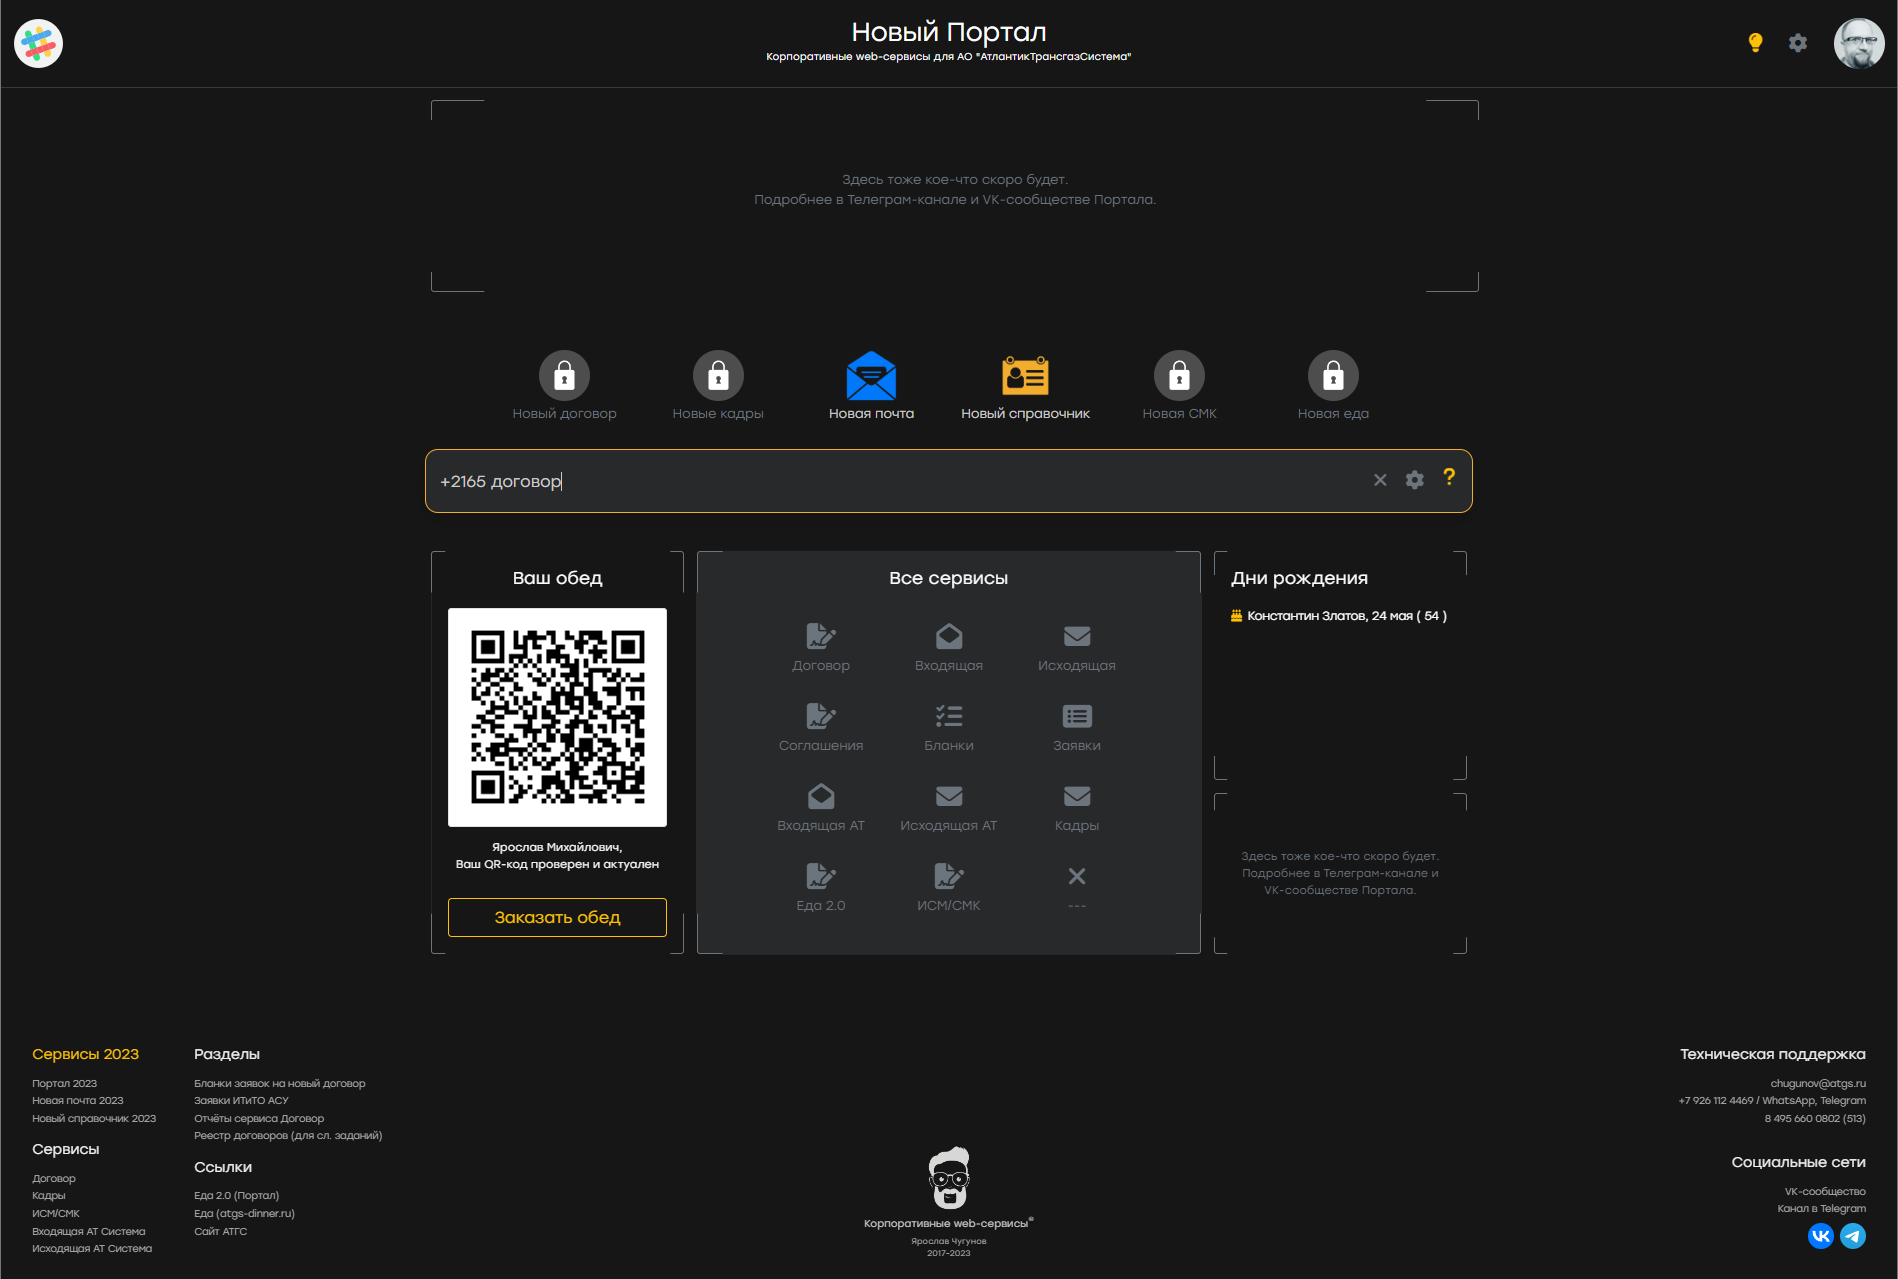 Новый Портал
Корпоративные web-сервисы для АО "АтлантикТрансгазСистема"
Здесь тоже кое-что скоро будет.
Подробнее в Телеграм-канале и VK-сообществе Портала.
Новый договор
Новые кадры
Новая почта
Новый справочник
Новая СМК
Новая еда
+2165 договор
?
Ваш обед
Ярослав Михайлович,
Ваш QR-код проверен и актуален
Заказать обед
Все сервисы
Договор
Входящая
Исходящая
Соглашения
Бланки
Заявки
Входящая АТ
Исходящая АТ
Кадры
Еда 2.0
ИСМ/СМК
---
Дни рождения
Константин Златов, 24 мая ( 54 )
Здесь тоже кое-что скоро будет.
Подробнее в Телеграм-канале и
VK-сообществе Портала.
Сервисы 2023
Портал 2023
Новая почта 2023
Новый справочник 2023
Сервисы
Договор
Кадры
ИСМ/СМК
Входящая АТ Система
Исходящая АТ Система
Разделы
Бланки заявок на новый договор
Заявки ИТиТО АСУ
Отчёты сервиса Договор
Реестр договоров (для сл. заданий)
Ссылки
Еда 2.0 (Портал)
Еда (atgs-dinner.ru)
Сайт АТГС
Корпоративные web-сервисы®
Ярослав Чугунов
2017-2023
Техническая поддержка
chugunov@atgs.ru
+7 926 112 4469 / WhatsApp, Telegram
8 495 660 0802 (513)
Социальные сети
VK-сообщество
Канал в Telegram